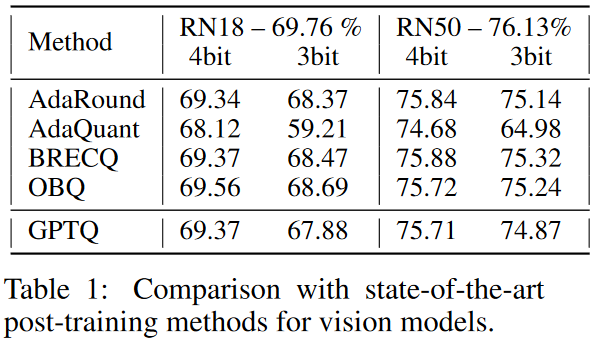 Method RN18 – 69.76 % RN50 – 76.13%
4bit 3bit 4bit 3bit
AdaRound 69.34 68.37 75.84 75.14
AdaQuant 68.12 59.21 74.68 64.98
BRECQ 69.37 68.47 75.88 75.32
OBQ 69.56 68.69 75.72 75.24
GPTQ 69.37 67.88 75.71 74.87
Table 1: Comparison with state-of-the-art
post-training methods for vision models.